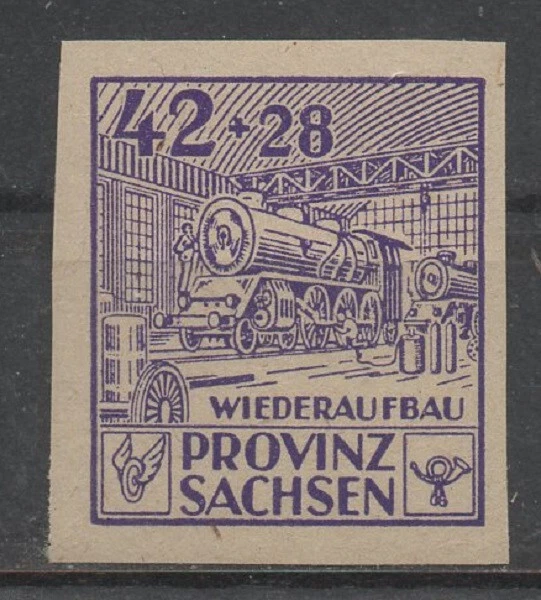 42+28
WIEDERAUFBAU
PROVINZ
SACHSEN